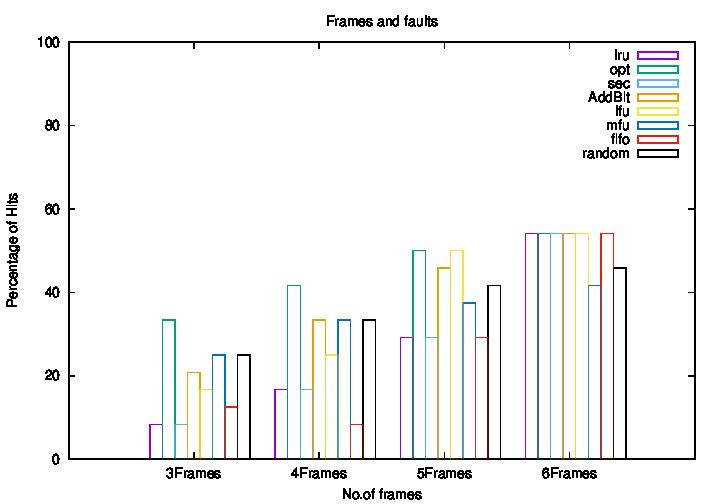 Frames and faults
100
80
60
40
20
0
Percentage of Hits
lru
opt
sec
AddBit
lfu
mfu
fifo
random
3Frames 4Frames 5Frames 6Frames
No.of frames